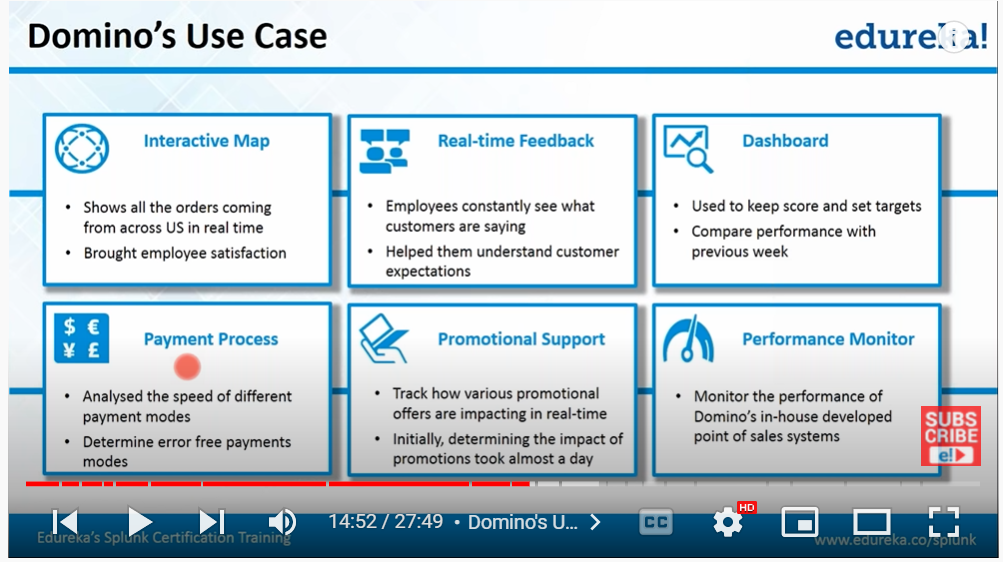 Domino's Use Case
edureka!
Interactive Map
• Shows all the orders coming
from across US in real time
• Brought employee satisfaction
Real-time Feedback
• Employees constantly see what
customers are saying
• Helped them understand customer
expectations
Dashboard
• Used to keep score and set targets
• Compare performance with
previous week
$ €
¥ £
Payment Process
• Analysed the speed of different
payment modes
• Determine error free payments
modes
Promotional Support
• Track how various promotional
offers are impacting in real-time
• Initially, determining the impact of
promotions took almost a day
Performance Monitor
• Monitor the performance of
Domino's in-house developed
point of sales systems
SUBS
CRIBE
e!
14:52 / 27:49 • Domino's U...
CC
HD
Edureka's Splunk Certification Training
www.edureka.co/splunk